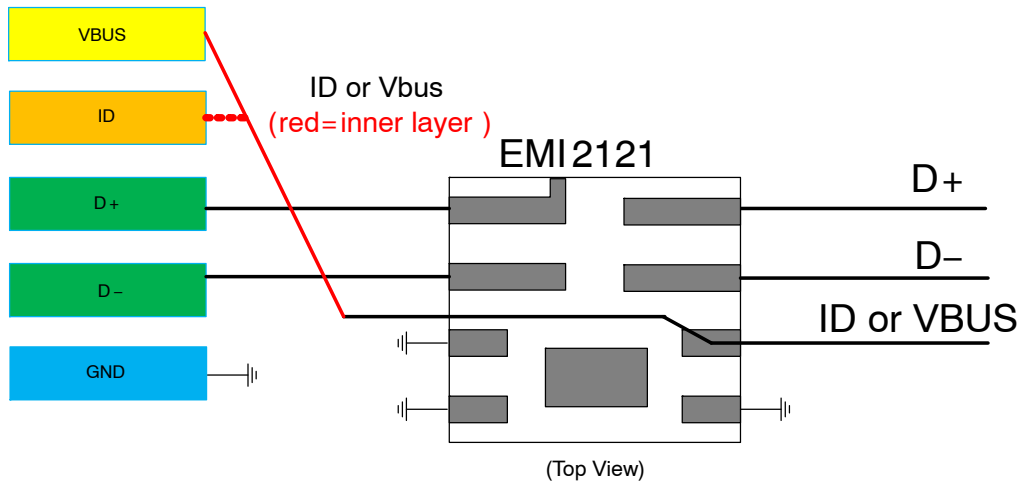 VBUS
ID
D+
D–
GND
ID or Vbus
(red=inner layer )
EMI2121
D+
D–
ID or VBUS
(Top View)